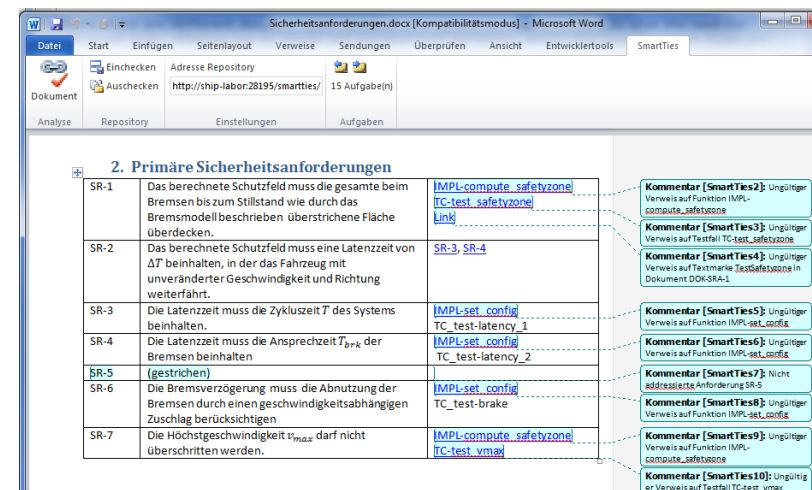 Sicherheitsanforderungen.docx [Kompatibilitätsmodus] - Microsoft Word
Datei Start Einfügen Seitenlayout Verweise Sendungen Überprüfen Ansicht Entwicklertools SmartTies
Einchecken Adresse Repository
Auschecken http://ship-labor:28195/smartties/ 15 Aufgabe(n)
Dokument
Analyse Repository Einstellungen Aufgaben
2. Primäre Sicherheitsanforderungen
SR-1 Das berechnete Schutzfeld muss die gesamte beim IMPL-compute_safetyzone
Bremsen bis zum Stillstand wie durch das TC-test_safetyzone
Bremsmodell beschrieben überstrichene Fläche Link
überdecken.
SR-2 Das berechnete Schutzfeld muss eine Latenzzeit von SR-3, SR-4
ΔT beinhalten, in der das Fahrzeug mit
unveränderter Geschwindigkeit und Richtung
weiterfährt.
SR-3 Die Latenzzeit muss die Zykluszeit T des Systems IMPL-set_config
beinhalten. TC_test-latency_1
SR-4 Die Latenzzeit muss die Ansprechzeit T_brk der IMPL-set_config
Bremsen beinhalten TC_test-latency_2
SR-5 (gestrichen)
SR-6 Die Bremsverzögerung muss die Abnutzung der IMPL-set_config
Bremsen durch einen geschwindigkeitsabhängigen TC_test-brake
Zuschlag berücksichtigen
SR-7 Die Höchstgeschwindigkeit v_max darf nicht IMPL-compute_safetyzone
überschritten werden. TC-test_vmax
Kommentar [SmartTies2]: Ungültiger
Verweis auf Funktion IMPL-
compute_safetyzone
Kommentar [SmartTies3]: Ungültiger
Verweis auf Testfall TC-test_safetyzone
Kommentar [SmartTies4]: Ungültiger
Verweis auf Textmarke TestSafetyzone in
Dokument DOK-SRA-1
Kommentar [SmartTies5]: Ungültiger
Verweis auf Funktion IMPL-set_config
Kommentar [SmartTies6]: Ungültiger
Verweis auf Funktion IMPL-set_config
Kommentar [SmartTies7]: Nicht
addressierte Anforderung SR-5
Kommentar [SmartTies8]: Ungültiger
Verweis auf Funktion IMPL-set_config
Kommentar [SmartTies9]: Ungültiger
Verweis auf Funktion IMPL-
compute_safetyzone
Kommentar [SmartTies10]: Ungültig
er Verweis auf Testfall TC-test_vmax